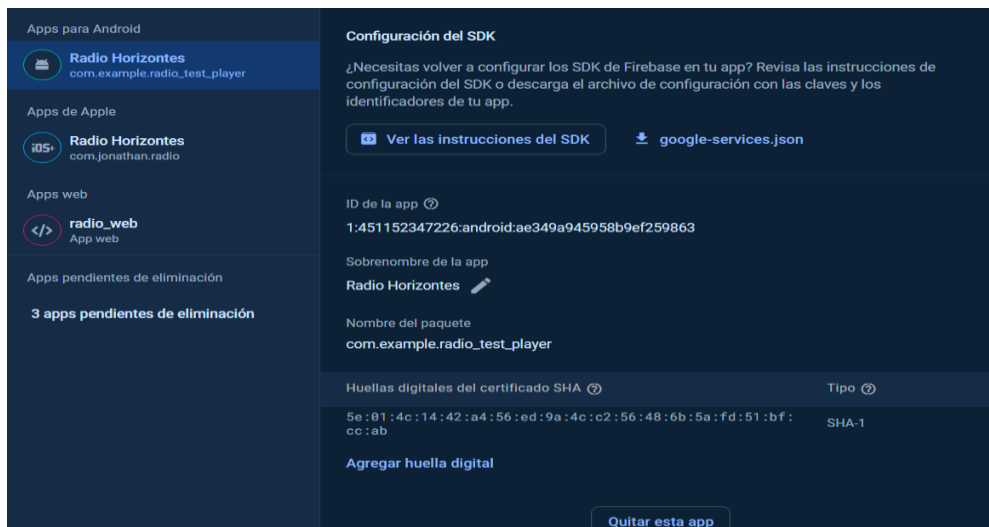 Apps para Android
Radio Horizontes
com.example.radio_test_player
Apps de Apple
iOS+
Radio Horizontes
com.jonathan.radio
Apps web
</>
radio_web
App web
Apps pendientes de eliminación
3 apps pendientes de eliminación
Configuración del SDK
¿Necesitas volver a configurar los SDK de Firebase en tu app? Revisa las instrucciones de
configuración del SDK o descarga el archivo de configuración con las claves y los
identificadores de tu app.
Ver las instrucciones del SDK
google-services.json
ID de la app
1:451152347226:android:ae349a945958b9ef259863
Sobrenombre de la app
Radio Horizontes
Nombre del paquete
com.example.radio_test_player
Huellas digitales del certificado SHA Tipo
5e:01:4c:14:42:a4:56:ed:9a:4c:c2:56:48:6b:5a:fd:51:bf:
cc:ab
SHA-1
Agregar huella digital
Quitar esta app